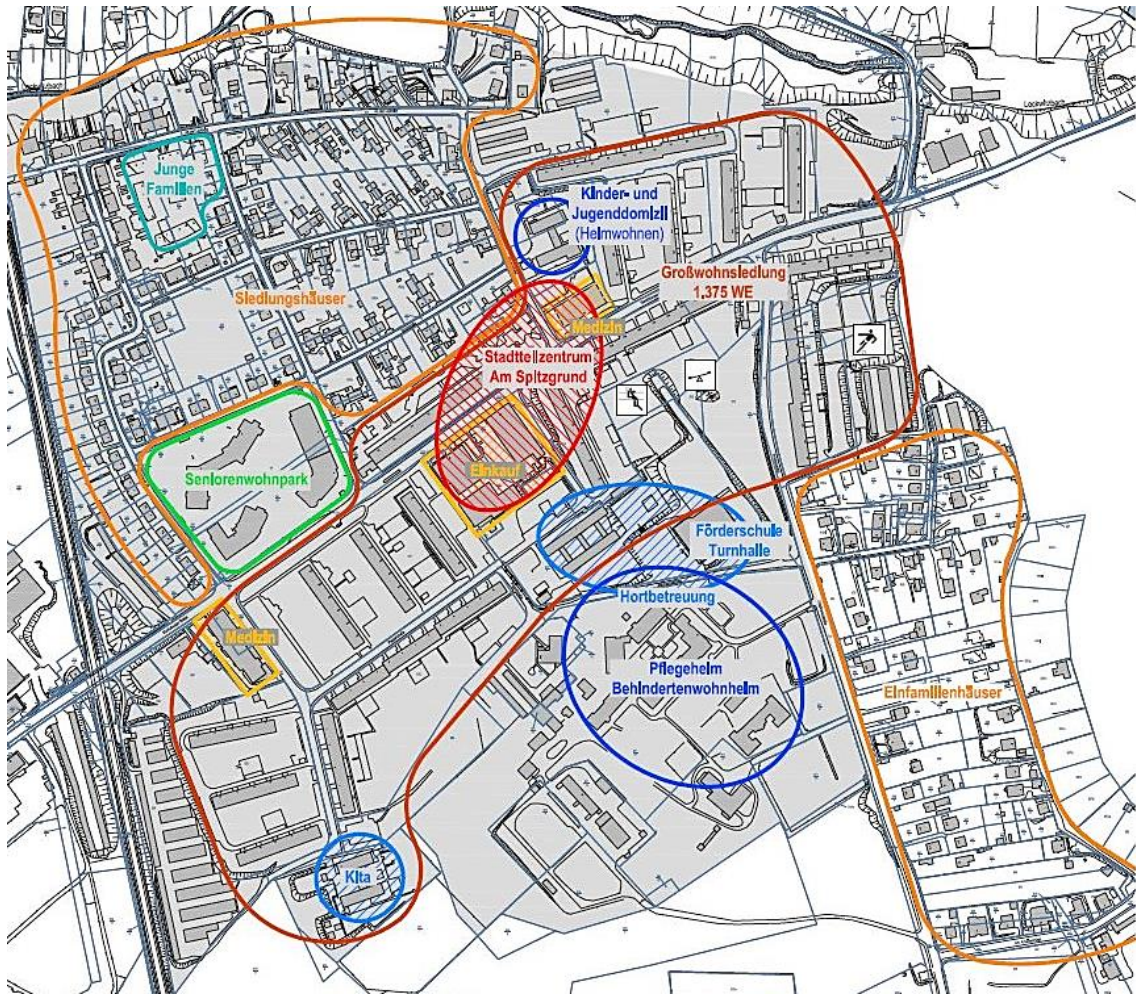 Lockwitzbach
Junge
Familien
Kinder- und
Jugenddomizil
(Heimwohnen)
Großwohnsiedlung
1.375 WE
Siedlungshäuser
Medizin
Stadtteilzentrum
Am Spitzgrund
Einkauf
Seniorenwohnpark
Förderschule
Turnhalle
Hortbetreuung
Medizin
Pflegeheim
Behindertenwohnheim
Einfamilienhäuser
Kita